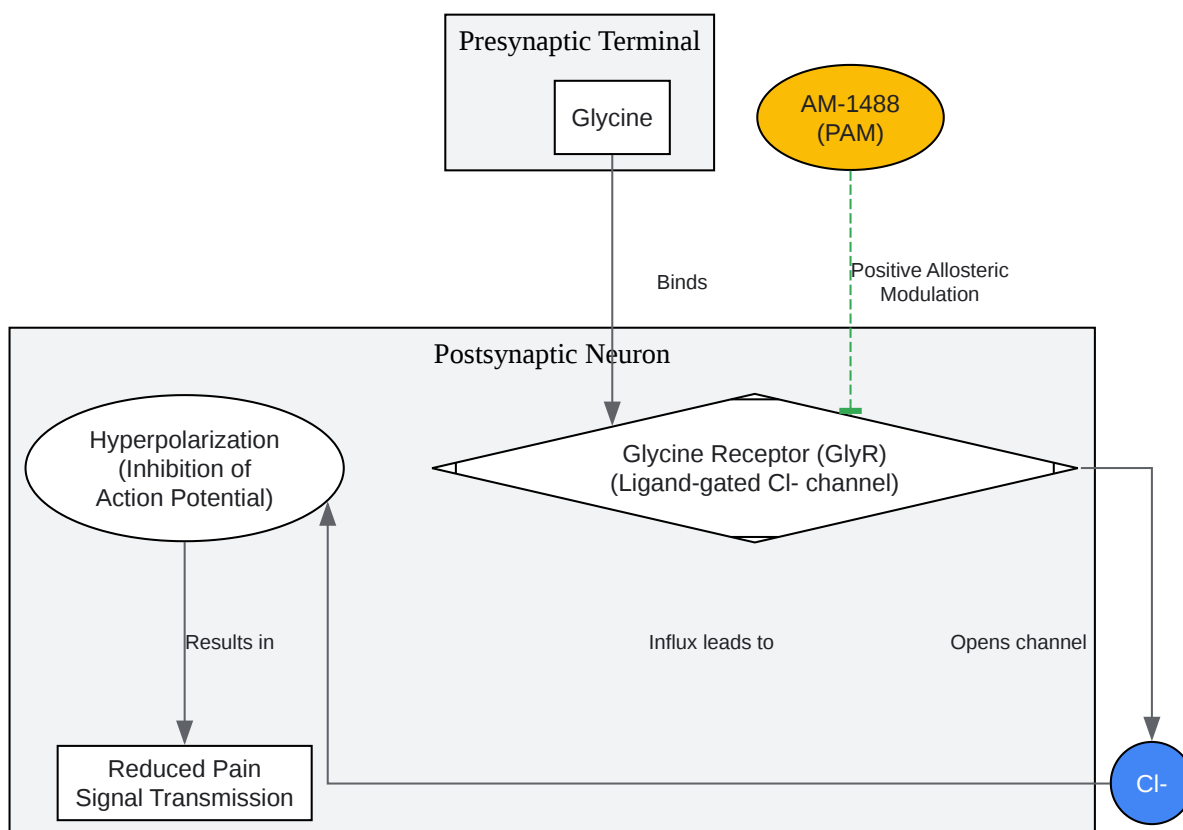 Presynaptic Terminal
Glycine
AM-1488
(PAM)
Binds
Positive Allosteric
Modulation
Postsynaptic Neuron
Hyperpolarization
(Inhibition of
Action Potential)
Glycine Receptor (GlyR)
(Ligand-gated Cl- channel)
Results in
Influx leads to
Opens channel
Reduced Pain
Signal Transmission
Cl-